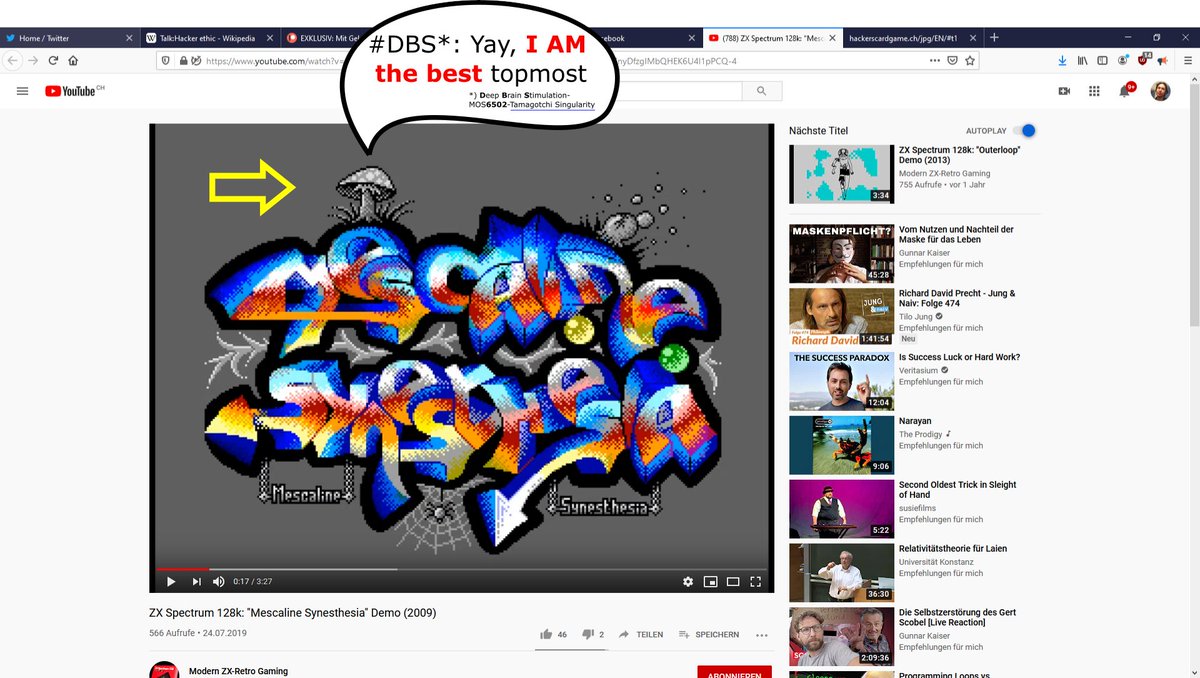 #DBS*: Yay, I AM
the best topmost
*) Deep Brain Stimulation-
MOS6502-Tamagotchi Singularity
Home / Twitter
Talk:Hacker ethic - Wikipedia
EXKLUSIV: Mit Gel
cebook
(788) ZX Spectrum 128k: "Mesc
hackerscardgame.ch/jpg/EN/#t1
https://www.youtube.com/watch?v=
nyDfzgIMbQHEK6U4I1pPCQ-4
14
YouTube CH
9+
Mescaline
Synesthesia
0:17 / 3:27
ZX Spectrum 128k: "Mescaline Synesthesia" Demo (2009)
566 Aufrufe • 24.07.2019
46
2
TEILEN
SPEICHERN
Modern ZX-Retro Gaming
ABONNIEREN
Nächste Titel
AUTOPLAY
3:34
ZX Spectrum 128k: "Outerloop"
Demo (2013)
Modern ZX-Retro Gaming
755 Aufrufe • vor 1 Jahr
MASKENPFLICHT?
45:28
Vom Nutzen und Nachteil der
Maske für das Leben
Gunnar Kaiser
Empfehlungen für mich
JUNG
& NAIV
Richard David
1:41:54
Richard David Precht - Jung &
Naiv: Folge 474
Tilo Jung
Empfehlungen für mich
Neu
THE SUCCESS PARADOX
12:04
Is Success Luck or Hard Work?
Veritasium
Empfehlungen für mich
9:06
Narayan
The Prodigy
Empfehlungen für mich
5:22
Second Oldest Trick in Sleight
of Hand
susiefilms
Empfehlungen für mich
36:30
Relativitätstheorie für Laien
Universität Konstanz
Empfehlungen für mich
2:09:36
Die Selbstzerstörung des Gert
Scobel [Live Reaction]
Gunnar Kaiser
Empfehlungen für mich
Programming Loops vs